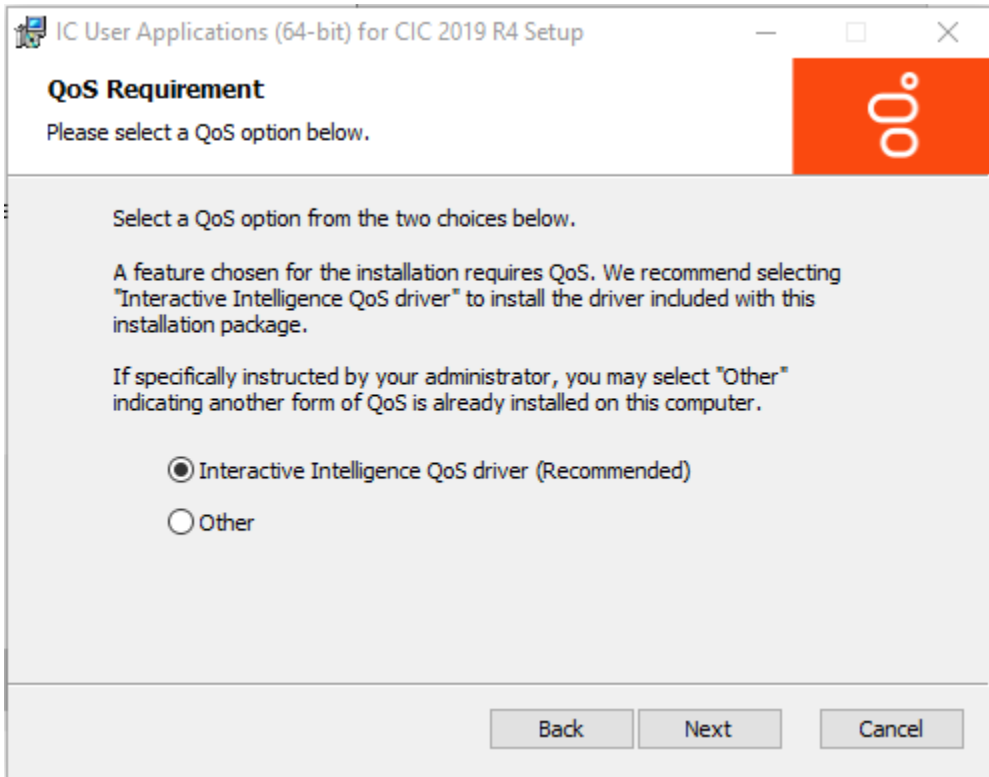 IC User Applications (64-bit) for CIC 2019 R4 Setup
QoS Requirement
Please select a QoS option below.
Select a QoS option from the two choices below.
A feature chosen for the installation requires QoS. We recommend selecting
"Interactive Intelligence QoS driver" to install the driver included with this
installation package.
If specifically instructed by your administrator, you may select "Other"
indicating another form of QoS is already installed on this computer.
Interactive Intelligence QoS driver (Recommended)
Other
Back Next Cancel